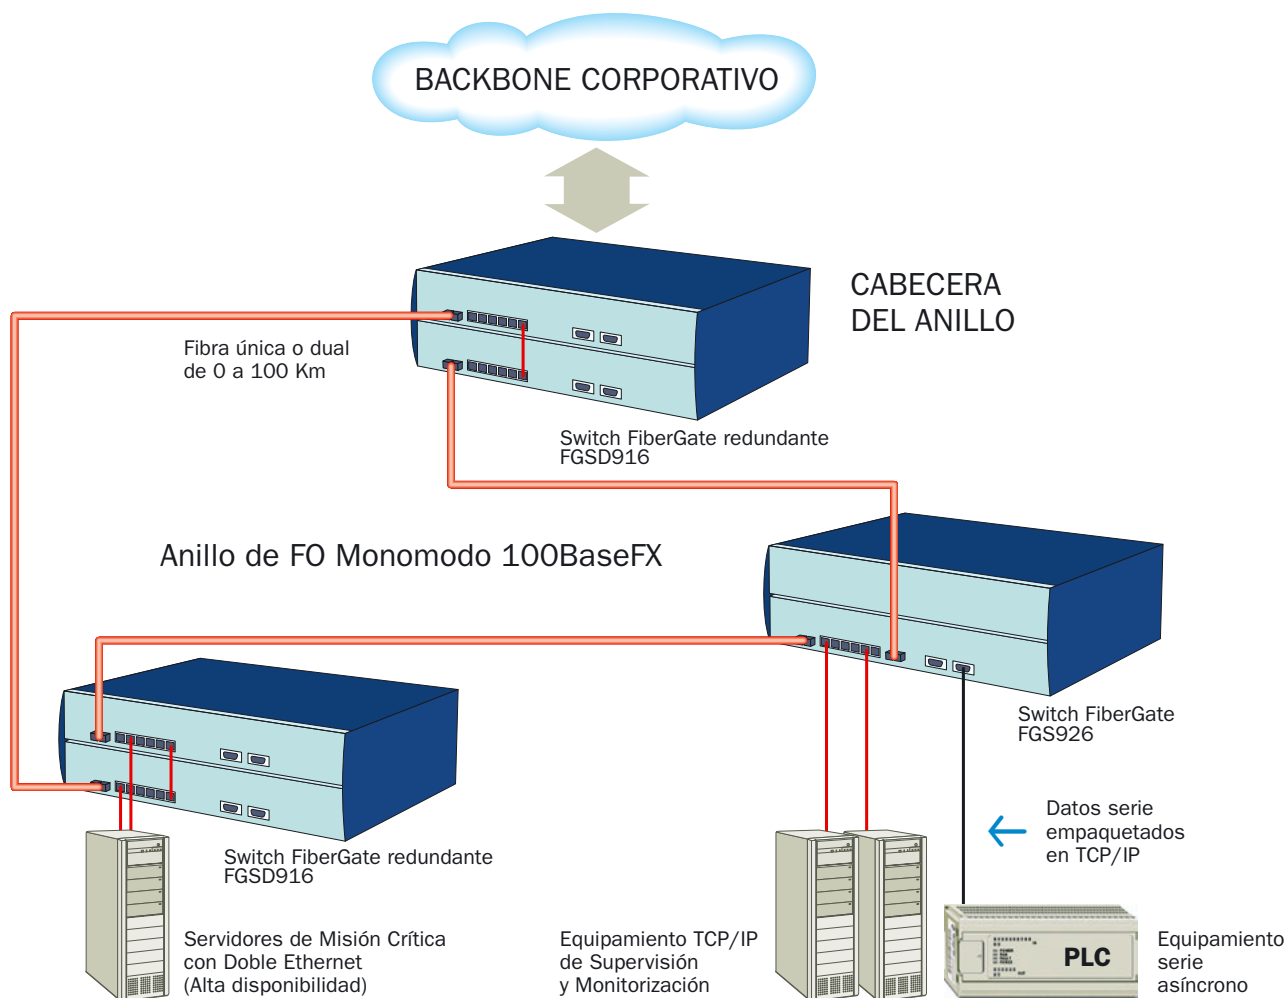 BACKBONE CORPORATIVO
CABECERA
DEL ANILLO
Fibra única o dual
de 0 a 100 Km
Switch FiberGate redundante
FGSD916
Anillo de FO Monomodo 100BaseFX
Switch FiberGate
FGS926
Datos serie
empaquetados
en TCP/IP
Switch FiberGate redundante
FGSD916
Servidores de Misión Crítica
con Doble Ethernet
(Alta disponibilidad)
Equipamiento TCP/IP
de Supervisión
y Monitorización
PLC
Equipamiento
serie
asíncrono